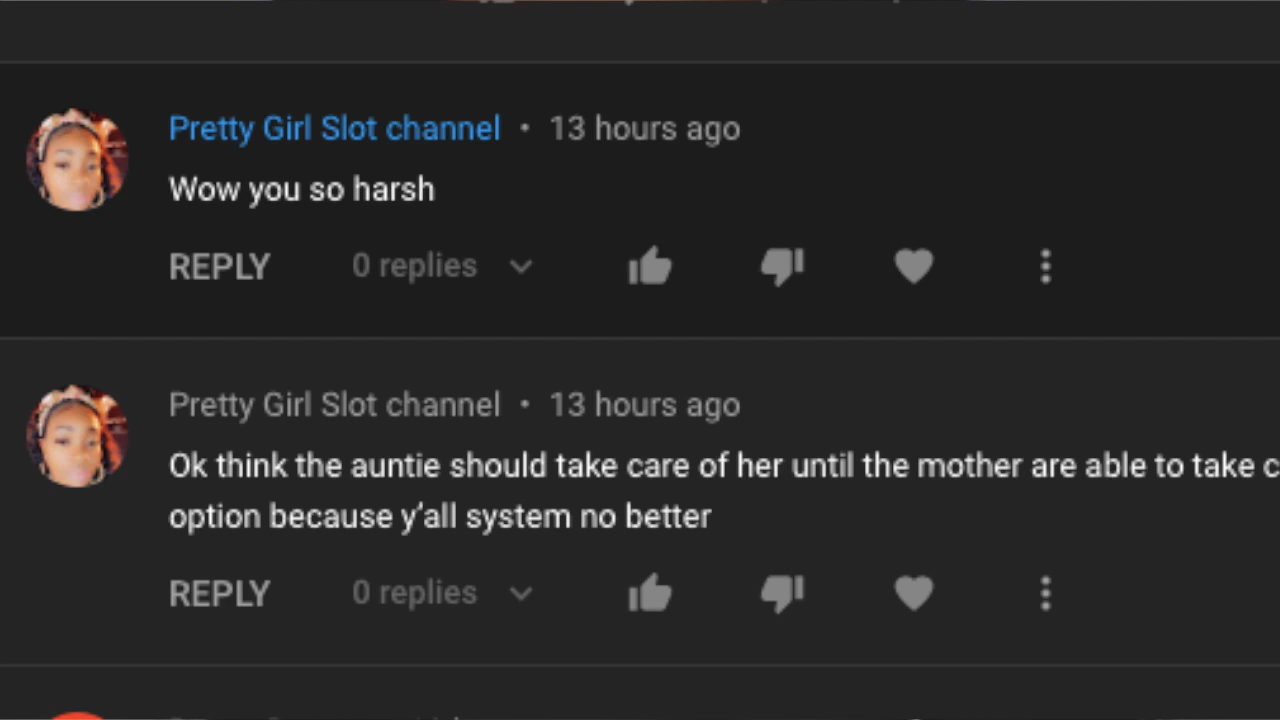 Pretty Girl Slot channel • 13 hours ago
Wow you so harsh
REPLY 0 replies
Pretty Girl Slot channel • 13 hours ago
Ok think the auntie should take care of her until the mother are able to take
option because y'all system no better
REPLY 0 replies